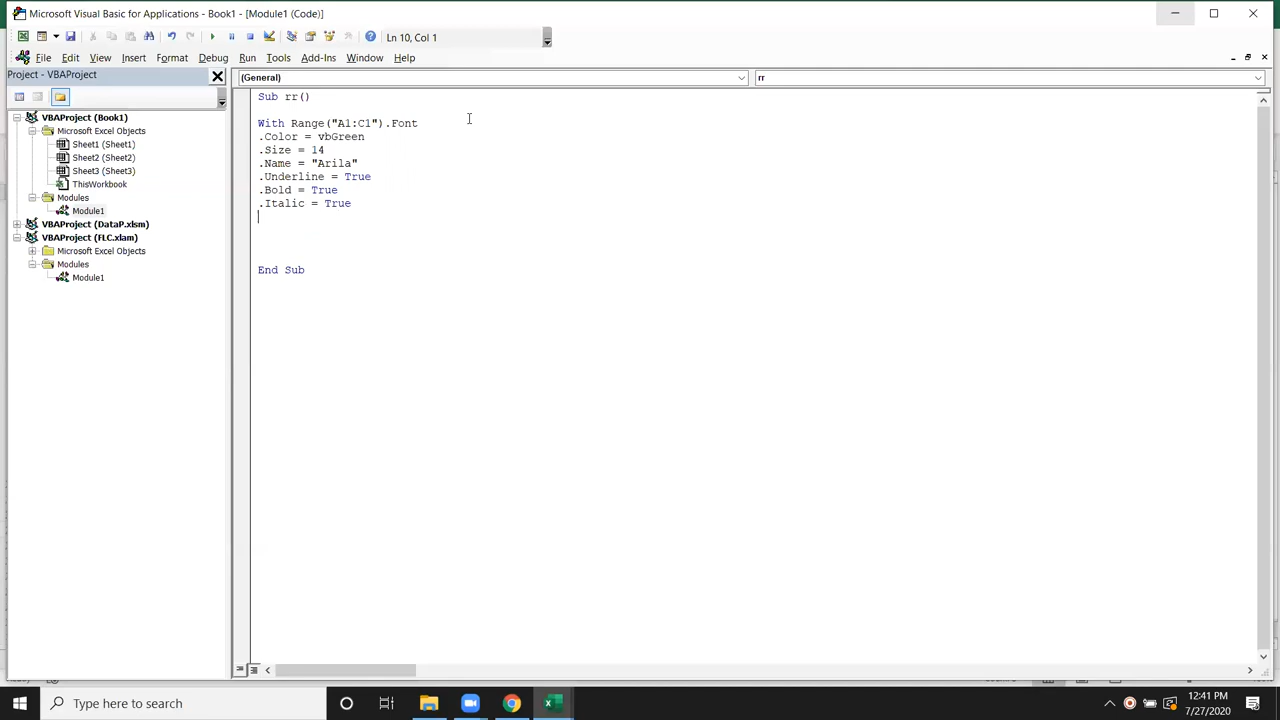 Microsoft Visual Basic for Applications - Book1 - [Module1 (Code)]
Ln 10, Col 1
File Edit View Insert Format Debug Run Tools Add-Ins Window Help
Project - VBAProject
(General)
rr
VBAProject (Book1)
Microsoft Excel Objects
Sheet1 (Sheet1)
Sheet2 (Sheet2)
Sheet3 (Sheet3)
ThisWorkbook
Modules
Module1
VBAProject (DataP.xlsm)
VBAProject (FLC.xlam)
Microsoft Excel Objects
Modules
Module1
Sub rr()
With Range("A1:C1").Font
.Color = vbGreen
.Size = 14
.Name = "Arila"
.Underline = True
.Bold = True
.Italic = True
End Sub
Type here to search
12:41 PM
7/27/2020